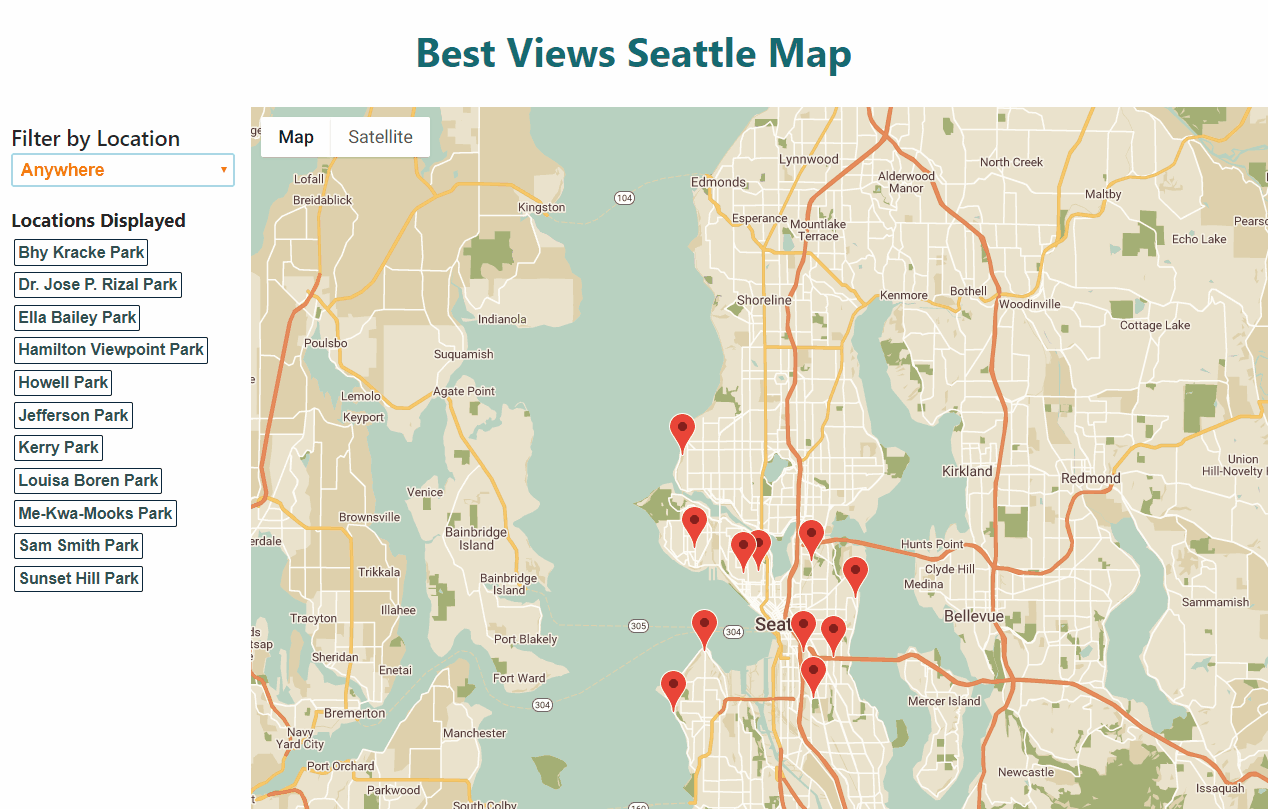 Best Views Seattle Map
Filter by Location
Anywhere
Locations Displayed
Bhy Kracke Park
Dr. Jose P. Rizal Park
Ella Bailey Park
Hamilton Viewpoint Park
Howell Park
Jefferson Park
Kerry Park
Louisa Boren Park
Me-Kwa-Mooks Park
Sam Smith Park
Sunset Hill Park
Map
Satellite
Lofall
Breidablick
Kingston
104
Edmonds
Lynnwood
Alderwood
Manor
North Creek
Maltby
Esperance
Mountlake
Terrace
Echo Lake
Shoreline
Kenmore
Bothell
Woodinville
Cottage Lake
Indianola
Poulsbo
Suquamish
Lemolo
Keyport
Agate Point
Kirkland
Redmond
Union
Hill-Novelty
Venice
Brownsville
Bainbridge
Island
Hunts Point
Clyde Hill
Medina
Trikkala
Bainbridge
Island
Illahee
Tracyton
Port Blakely
305
304
Seat
Bellevue
Sammamish
Sheridan
Enetai
Fort Ward
304
Mercer Island
Bremerton
Navy
Yard City
Manchester
Port Orchard
Parkwood
South Colby
160
Newcastle
Issaquah